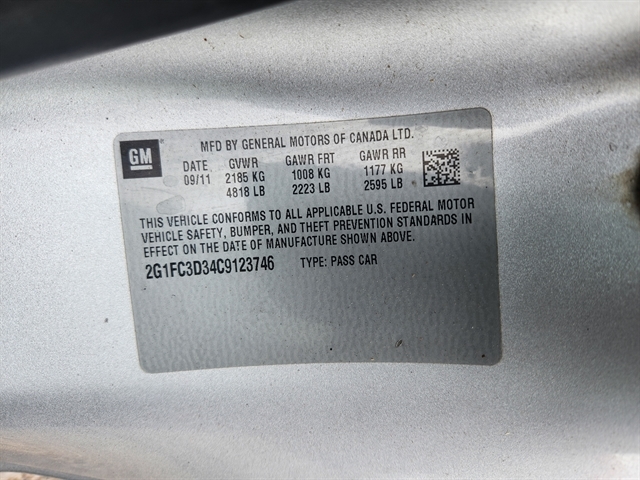 MFD BY GENERAL MOTORS OF CANADA LTD.
GM
DATE GVWR GAWR FRT GAWR RR
09/11 2185 KG 1008 KG 1177 KG
4818 LB 2223 LB 2595 LB
THIS VEHICLE CONFORMS TO ALL APPLICABLE U.S. FEDERAL MOTOR
VEHICLE SAFETY, BUMPER, AND THEFT PREVENTION STANDARDS IN
EFFECT ON THE DATE OF MANUFACTURE SHOWN ABOVE.
2G1FC3D34C9123746 TYPE: PASS CAR